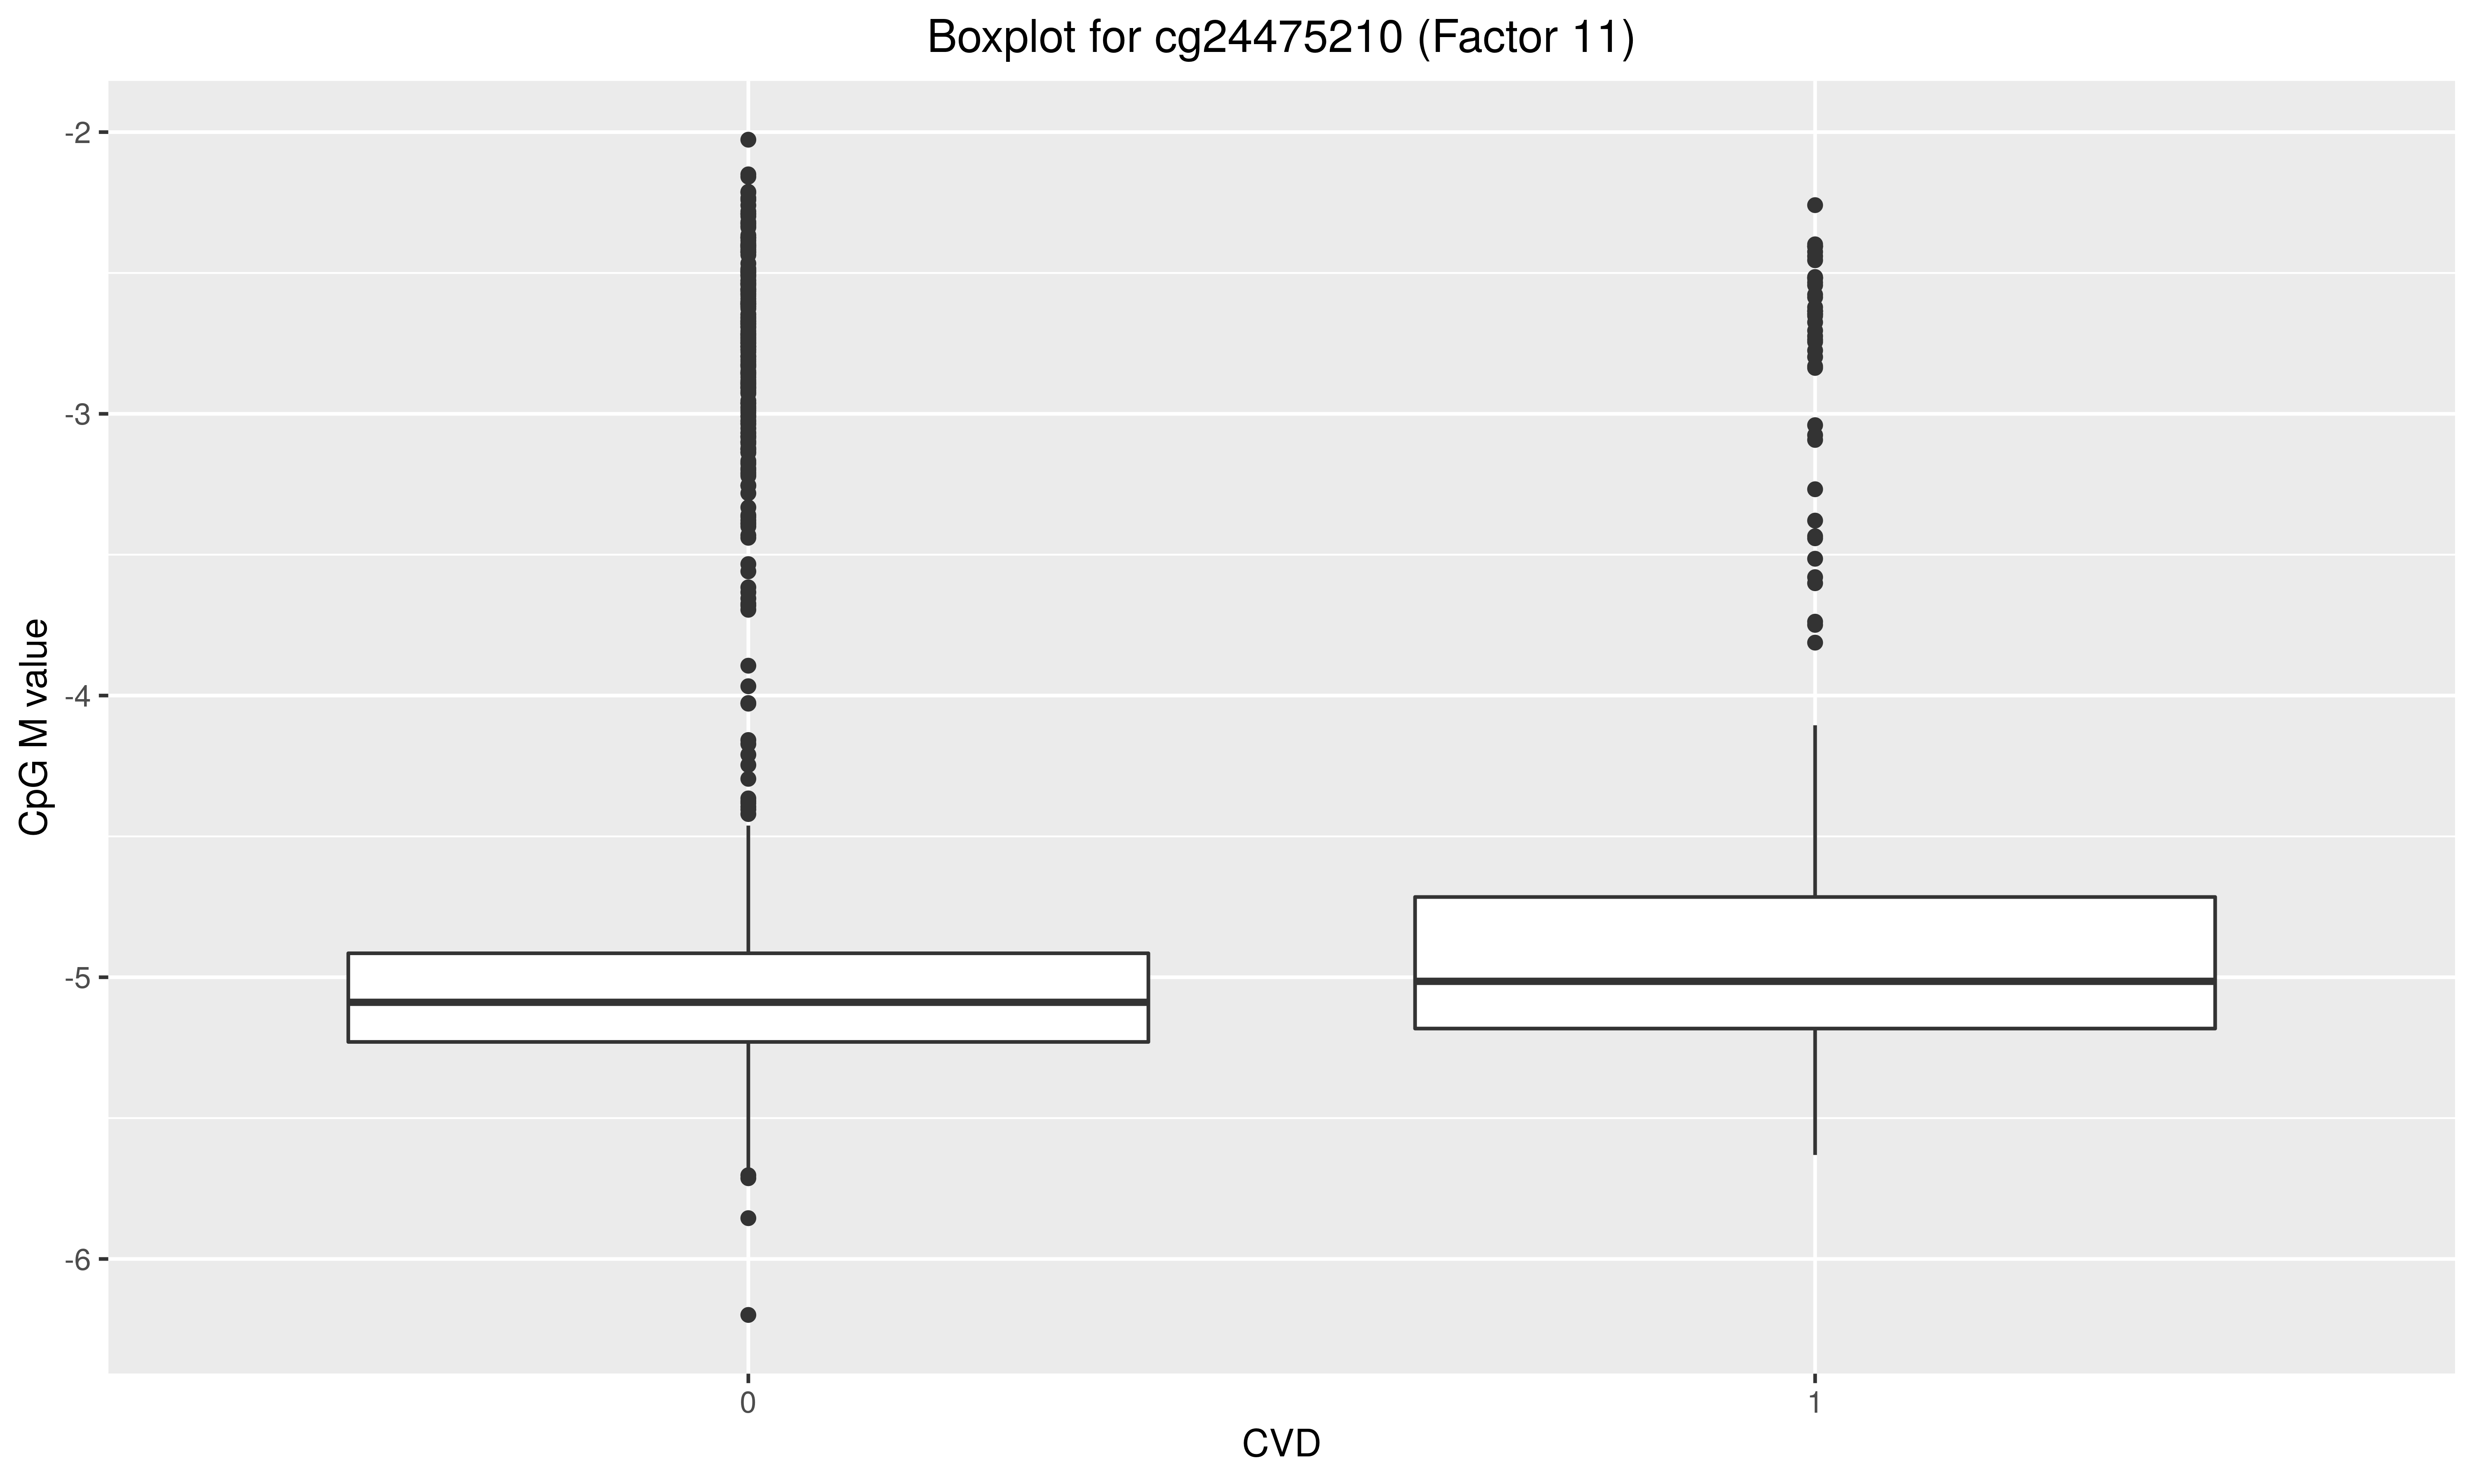 Boxplot for cg24475210 (Factor 11)
-2
-3
-4
-5
-6
CpG M value
0
1
CVD